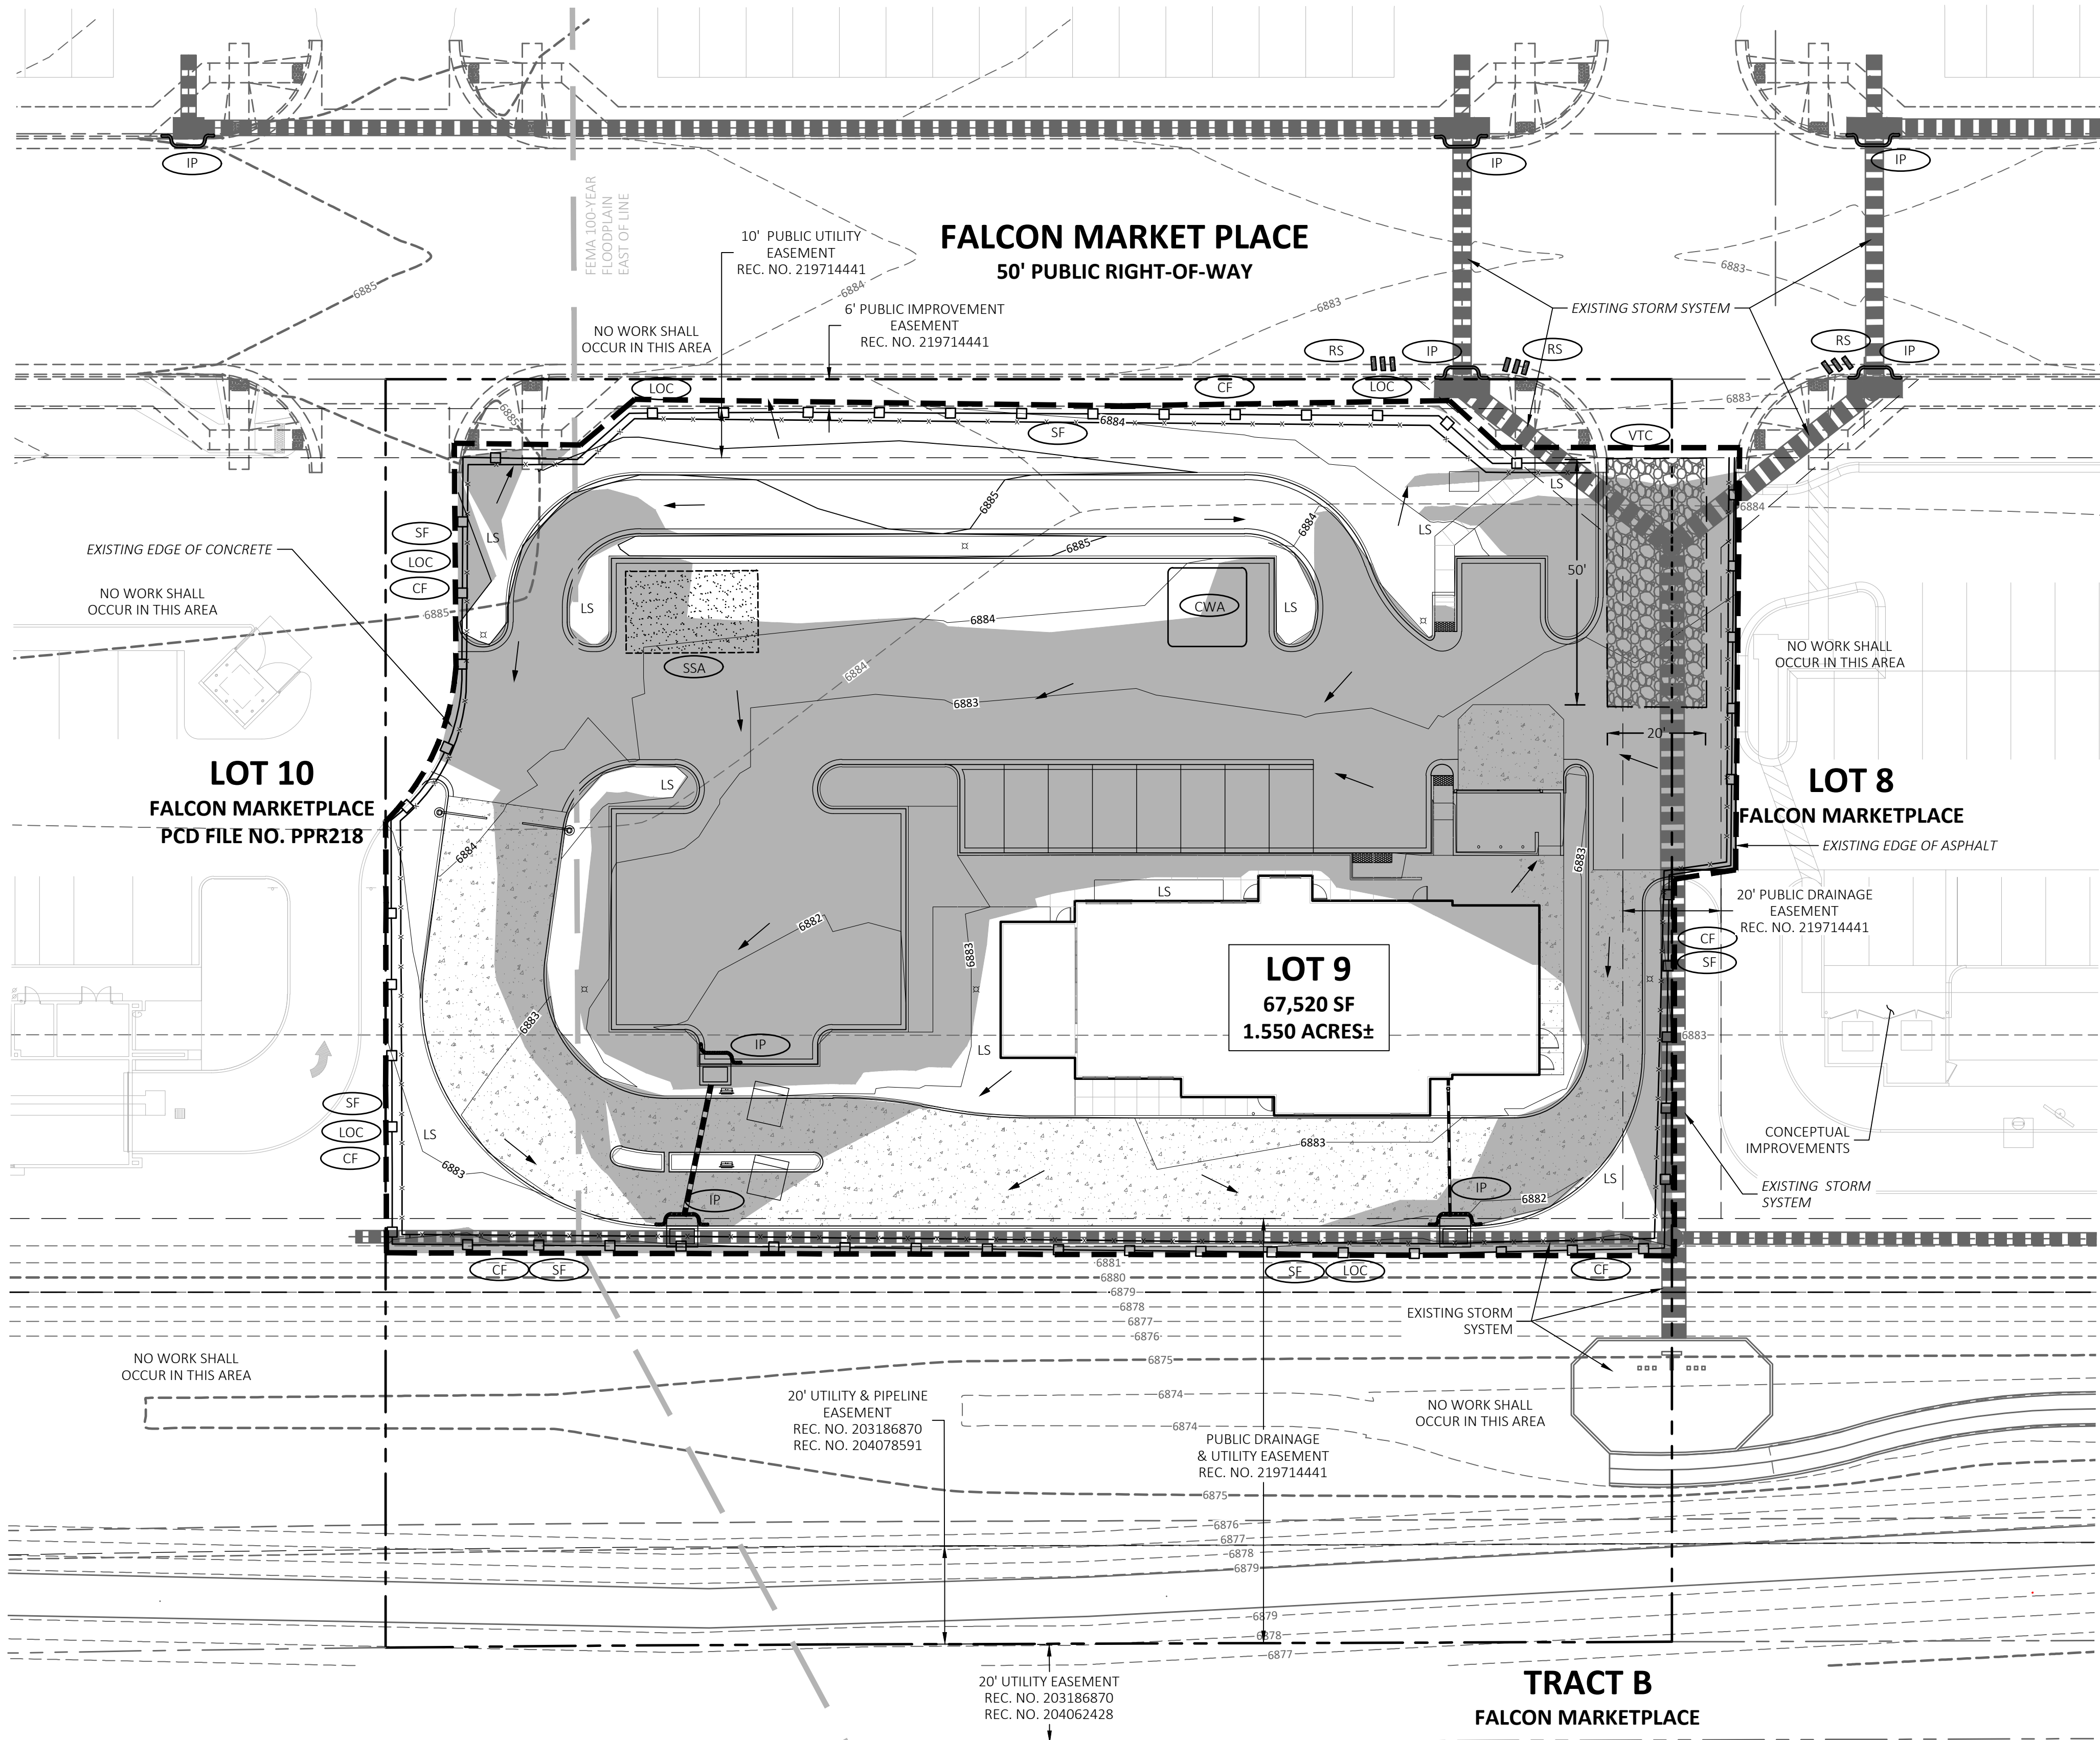 IP
IP
IP
FEMA 100-YEAR
FLOODPLAIN
EAST OF LINE
10' PUBLIC UTILITY
EASEMENT
REC. NO. 219714441
FALCON MARKET PLACE
50' PUBLIC RIGHT-OF-WAY
6885
6884
6883
6883
6' PUBLIC IMPROVEMENT
EASEMENT
REC. NO. 219714441
EXISTING STORM SYSTEM
NO WORK SHALL
OCCUR IN THIS AREA
RS
IP
RS
RS
IP
LOC
CF
LOC
6885
6883
6884
SF
VTC
LS
6884
SF
LOC
CF
LS
6885
6884
LS
EXISTING EDGE OF CONCRETE
6885
50'
NO WORK SHALL
OCCUR IN THIS AREA
6885
LS
CWA
LS
6884
SSA
6884
NO WORK SHALL
OCCUR IN THIS AREA
6883
20'
LOT 10
FALCON MARKETPLACE
PCD FILE NO. PPR218
LS
LOT 8
FALCON MARKETPLACE
EXISTING EDGE OF ASPHALT
6884
6883
LS
20' PUBLIC DRAINAGE
EASEMENT
REC. NO. 219714441
6882
6883
CF
SF
LOT 9
67,520 SF
1.550 ACRES±
6883
IP
LS
6883
SF
LOC
CF
LS
6883
6883
CONCEPTUAL
IMPROVEMENTS
IP
IP
6882
LS
EXISTING STORM
SYSTEM
CF
SF
SF
LOC
CF
6881
6880
6879
6878
6877
6876
EXISTING STORM
SYSTEM
NO WORK SHALL
OCCUR IN THIS AREA
6875
6874
6874
20' UTILITY & PIPELINE
EASEMENT
REC. NO. 203186870
REC. NO. 204078591
NO WORK SHALL
OCCUR IN THIS AREA
PUBLIC DRAINAGE
& UTILITY EASEMENT
REC. NO. 219714441
6875
6876
6877
6878
6879
6879
6878
6877
20' UTILITY EASEMENT
REC. NO. 203186870
REC. NO. 204062428
TRACT B
FALCON MARKETPLACE